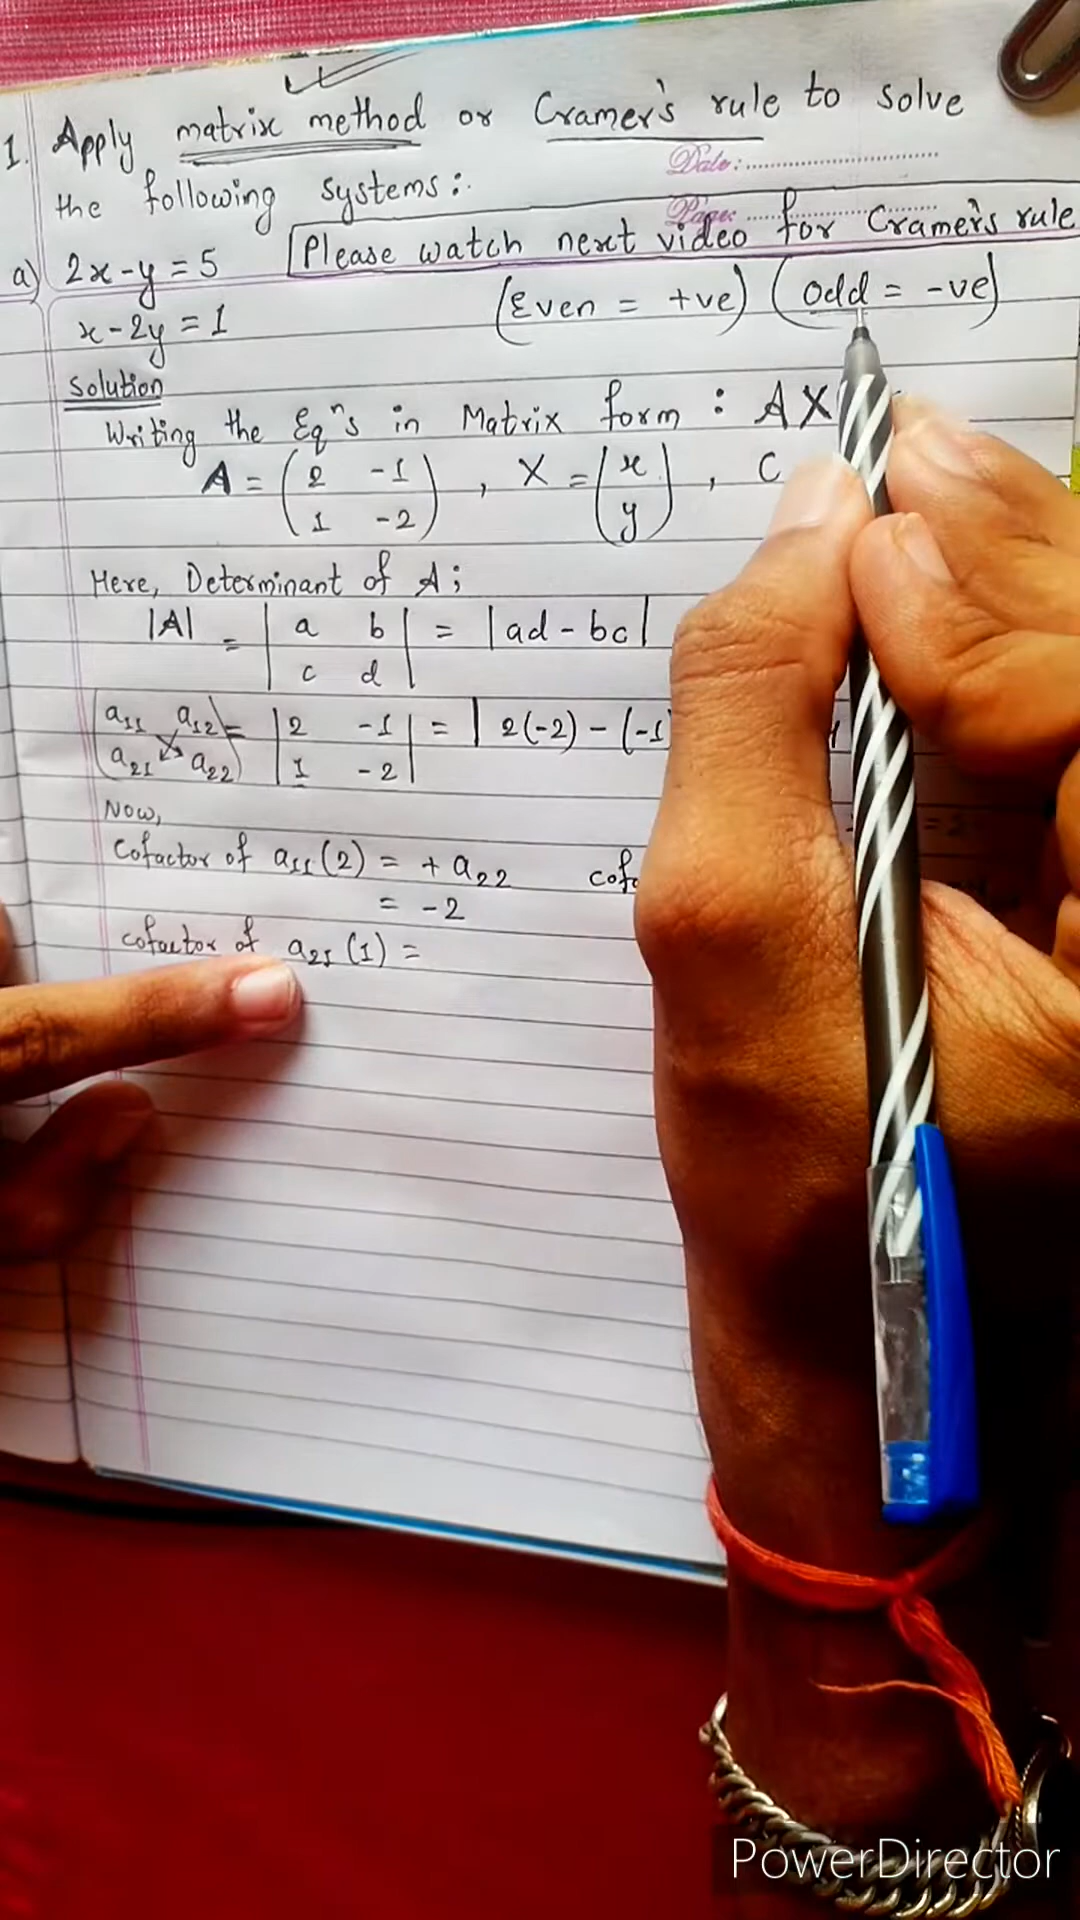 1. Apply matrix method or Cramer's rule to solve
Date:
the following systems:
Page:
Please watch next video for Cramer's rule
a) 2x-y=5
(Even = +ve) (odd = -ve)
x-2y=1
Solution
Writing the Eqⁿ's in Matrix form : AX
A = (2 -1 , X = (x , C
1 -2) y)
Here, Determinant of A;
|A| = | a b | = |ad - bc|
c d
(a11 a12) = | 2 -1 | = | 2(-2) - (-1)
a21 a22 1 -2
Now,
Cofactor of a11(2) = + a22 cof
= -2
cofactor of a21(1) =
PowerDirector